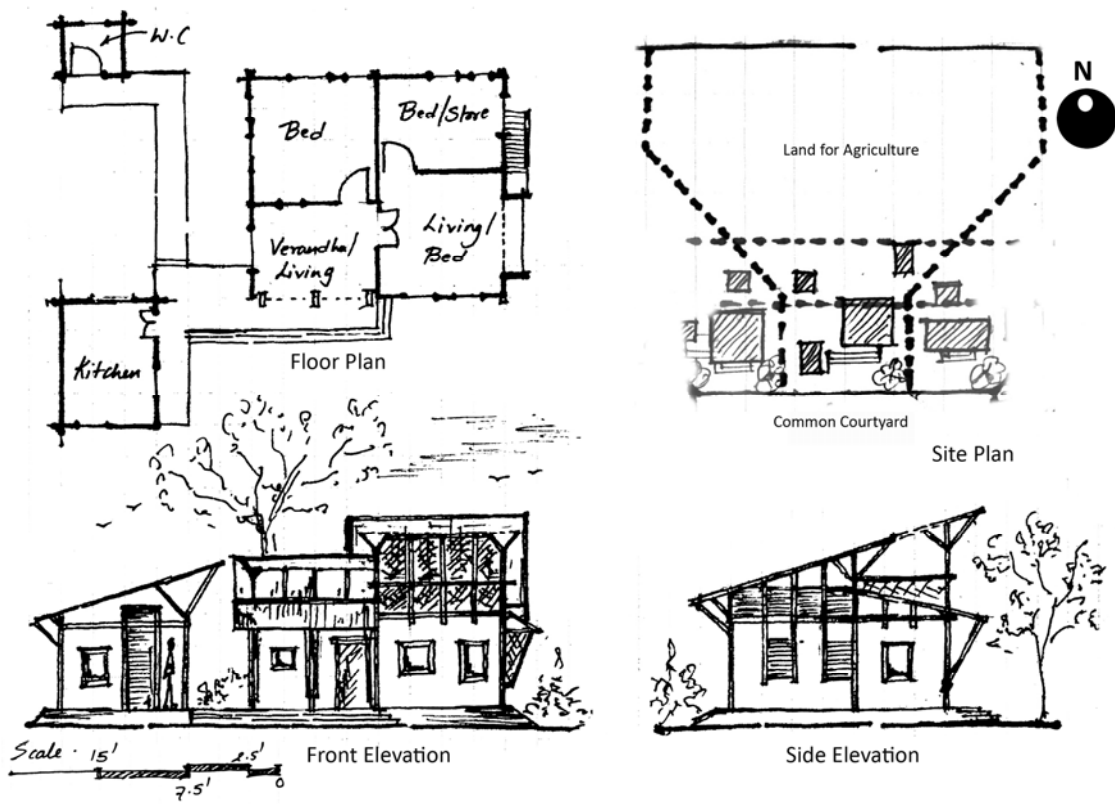 W.C
Bed
Bed/Store
Verandha/
Living
Living/
Bed
Kitchen
Floor Plan
N
Land for Agriculture
Common Courtyard
Site Plan
Scale · 15' 7.5' 2.5' 0
Front Elevation
Side Elevation